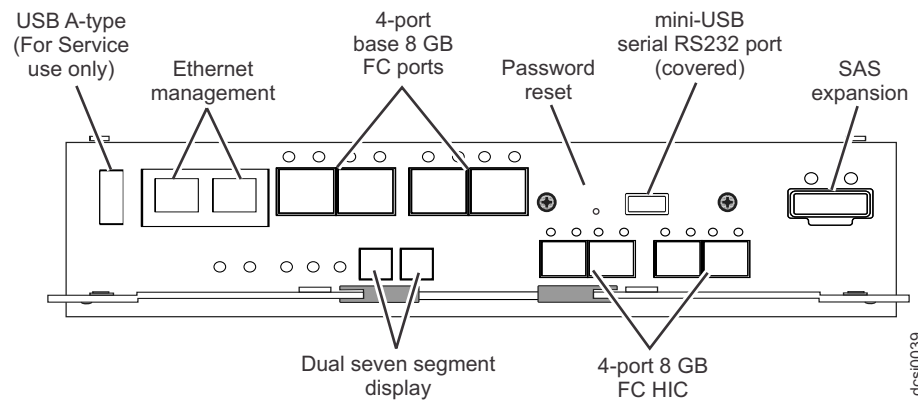 USB A-type
(For Service
use only)
Ethernet
management
4-port
base 8 GB
FC ports
Password
reset
mini-USB
serial RS232 port
(covered)
SAS
expansion
Dual seven segment
display
4-port 8 GB
FC HIC
dcsi0039